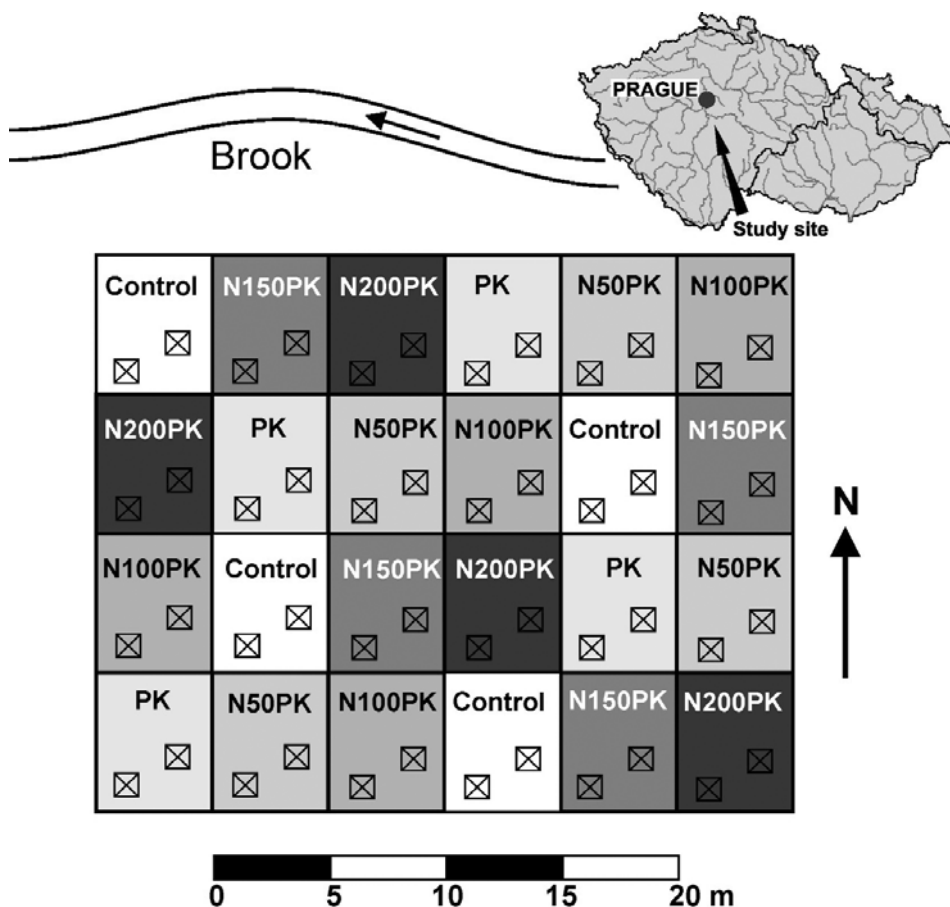 PRAGUE
Brook
Study site
Control N150PK N200PK PK N50PK N100PK
N200PK PK N50PK N100PK Control N150PK
N100PK Control N150PK N200PK PK N50PK
PK N50PK N100PK Control N150PK N200PK
N
0 5 10 15 20 m